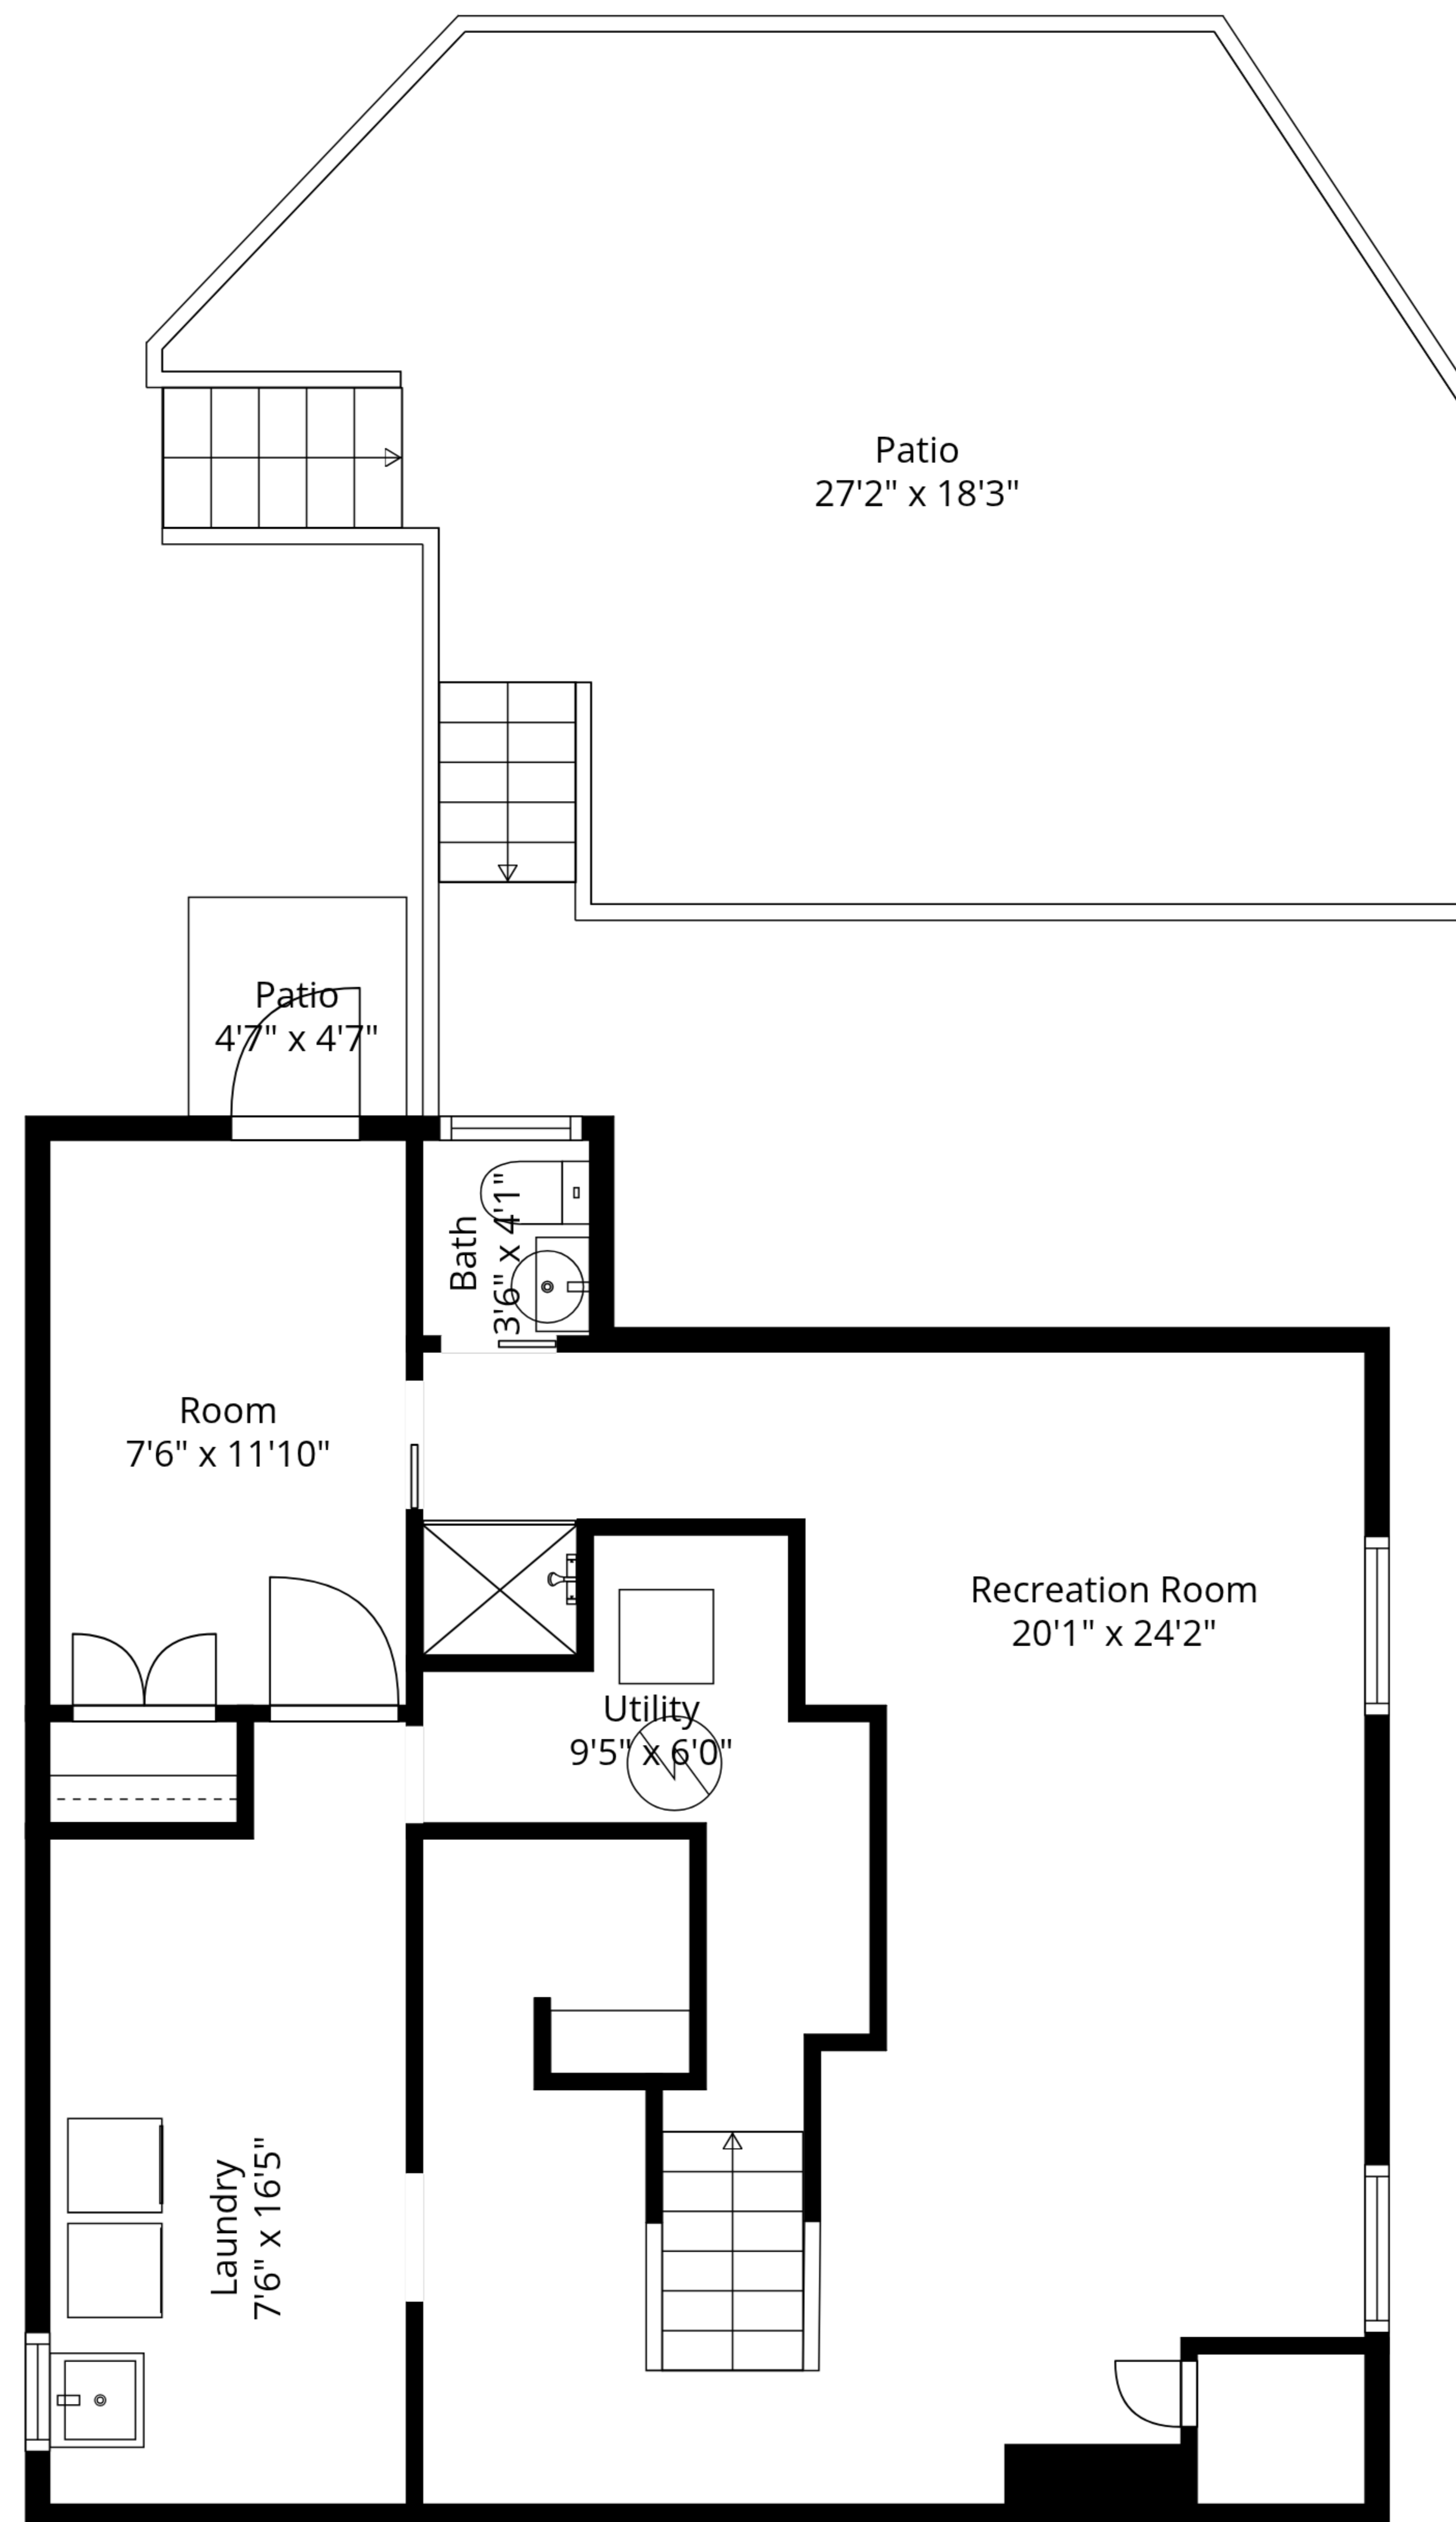 Patio
27'2" x 18'3"
Patio
4'7" x 4'7"
Bath
3'6" x 4'1"
Room
7'6" x 11'10"
Recreation Room
20'1" x 24'2"
Utility
9'5" x 6'0"
Laundry
7'6" x 16'5"